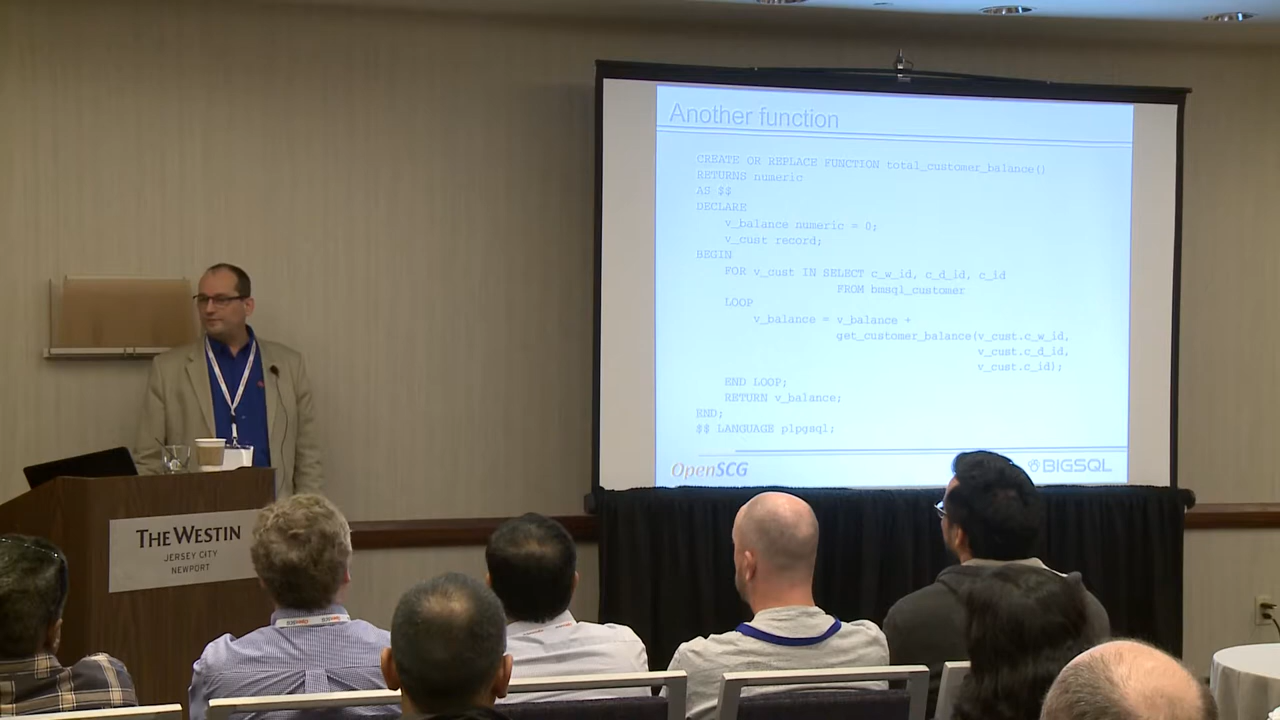 Another function
CREATE OR REPLACE FUNCTION total_customer_balance()
RETURNS numeric
AS $$
DECLARE
v_balance numeric = 0;
v_cust record;
BEGIN
FOR v_cust IN SELECT c_w_id, c_d_id, c_id
FROM bmsql_customer
LOOP
v_balance = v_balance +
get_customer_balance(v_cust.c_w_id,
v_cust.c_d_id,
v_cust.c_id);
END LOOP;
RETURN v_balance;
END;
$$ LANGUAGE plpgsql;
OpenSCG
BIGSQL
THE WESTIN
JERSEY CITY
NEWPORT